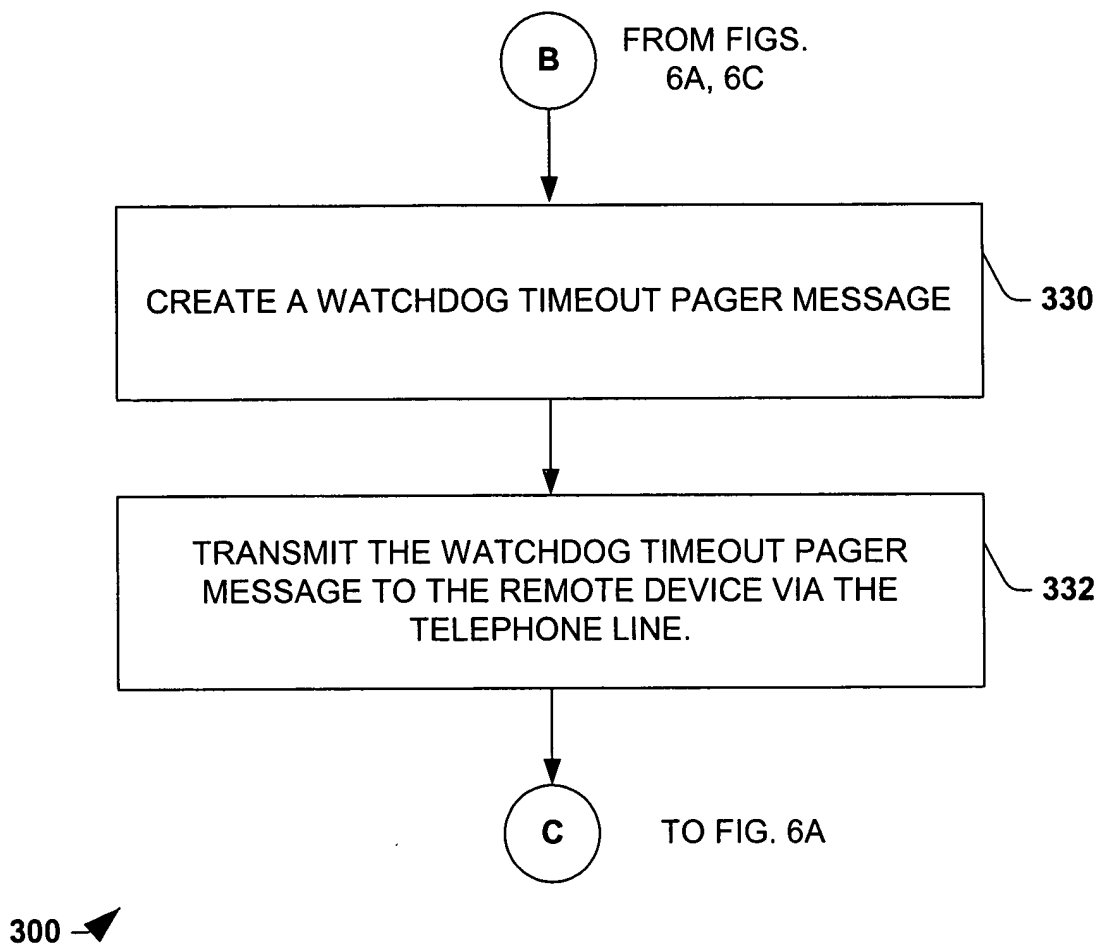 B
FROM FIGS.
6A, 6C
CREATE A WATCHDOG TIMEOUT PAGER MESSAGE
330
TRANSMIT THE WATCHDOG TIMEOUT PAGER
MESSAGE TO THE REMOTE DEVICE VIA THE
TELEPHONE LINE.
332
C
TO FIG. 6A
300